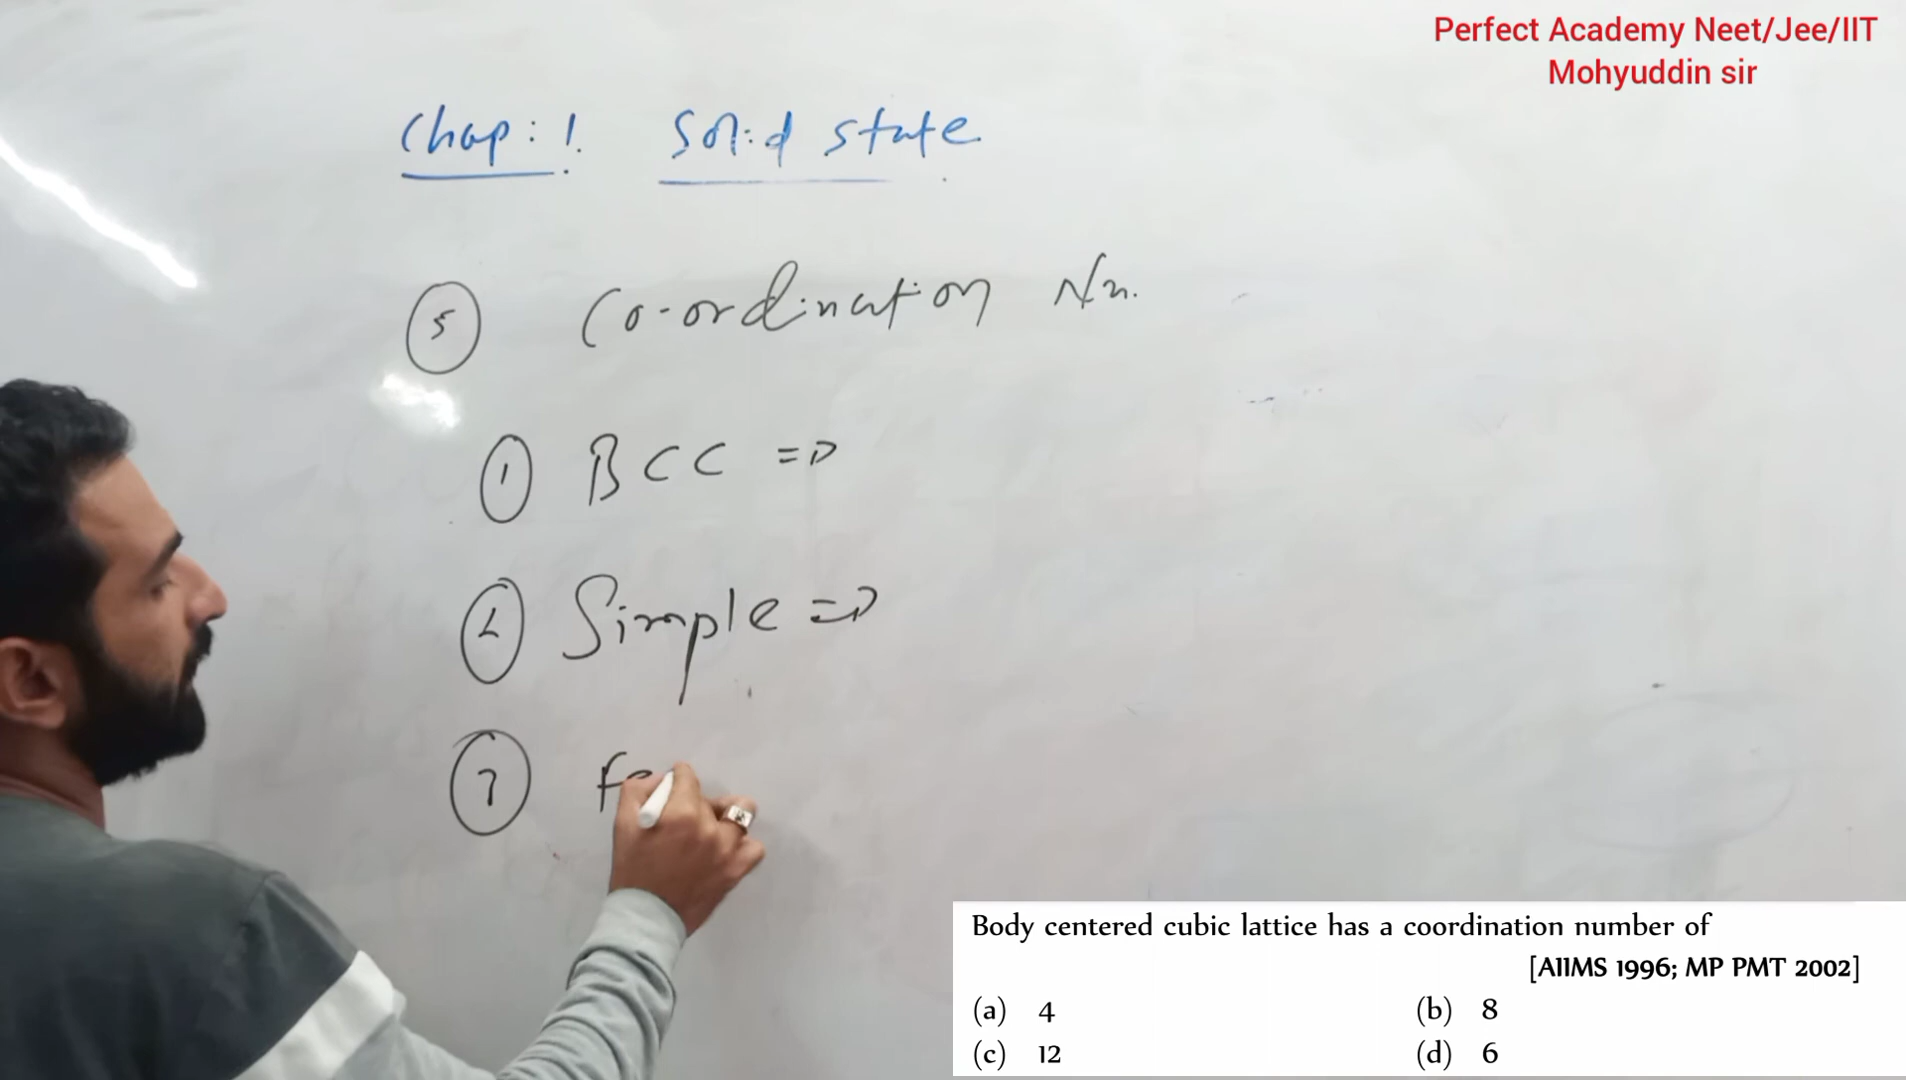 Perfect Academy Neet/Jee/IIT
Mohyuddin sir
Chap: 1. Solid state
5 Co-ordination Nu.
1 BCC =>
2 Simple =>
3
Body centered cubic lattice has a coordination number of
[AIIMS 1996; MP PMT 2002]
(a) 4 (b) 8
(c) 12 (d) 6